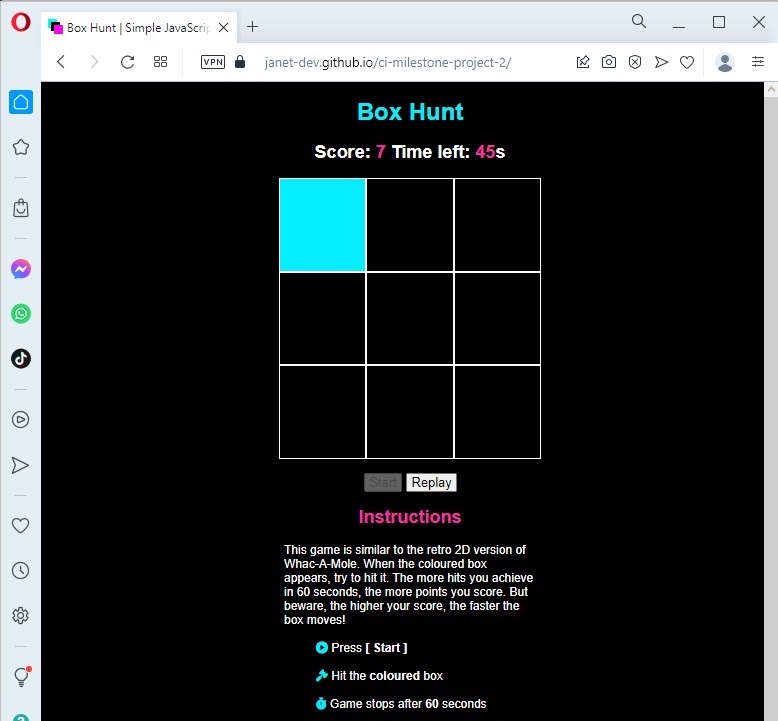 Box Hunt | Simple JavaScrip
VPN
janet-dev.github.io/ci-milestone-project-2/
Box Hunt
Score: 7 Time left: 45s
Start Replay
Instructions
This game is similar to the retro 2D version of
Whac-A-Mole. When the coloured box
appears, try to hit it. The more hits you achieve
in 60 seconds, the more points you score. But
beware, the higher your score, the faster the
box moves!
Press [ Start ]
Hit the coloured box
Game stops after 60 seconds